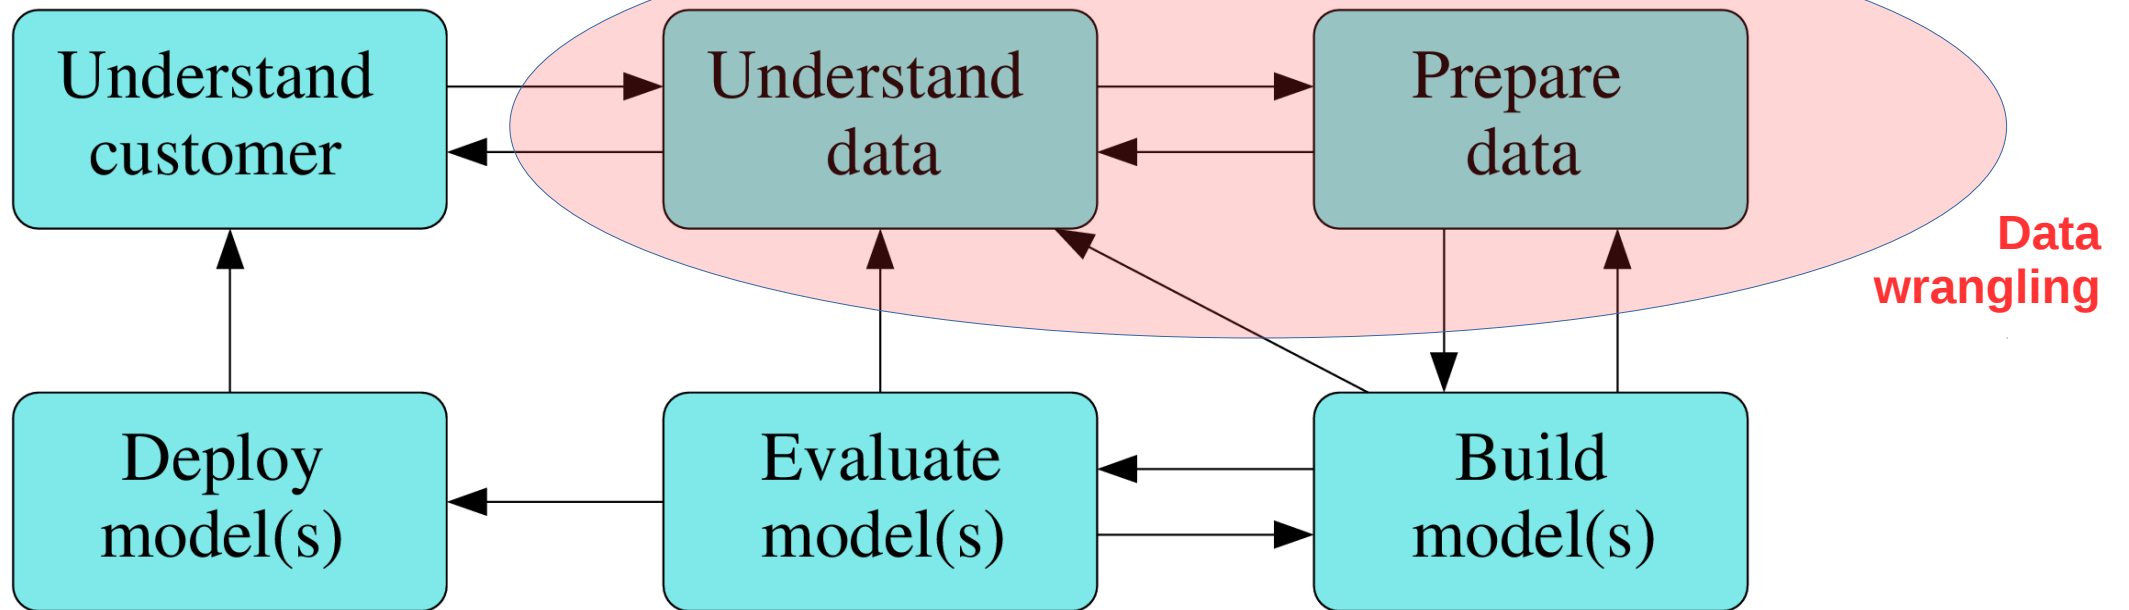 Understand
customer
Understand
data
Prepare
data
Data
wrangling
Deploy
model(s)
Evaluate
model(s)
Build
model(s)